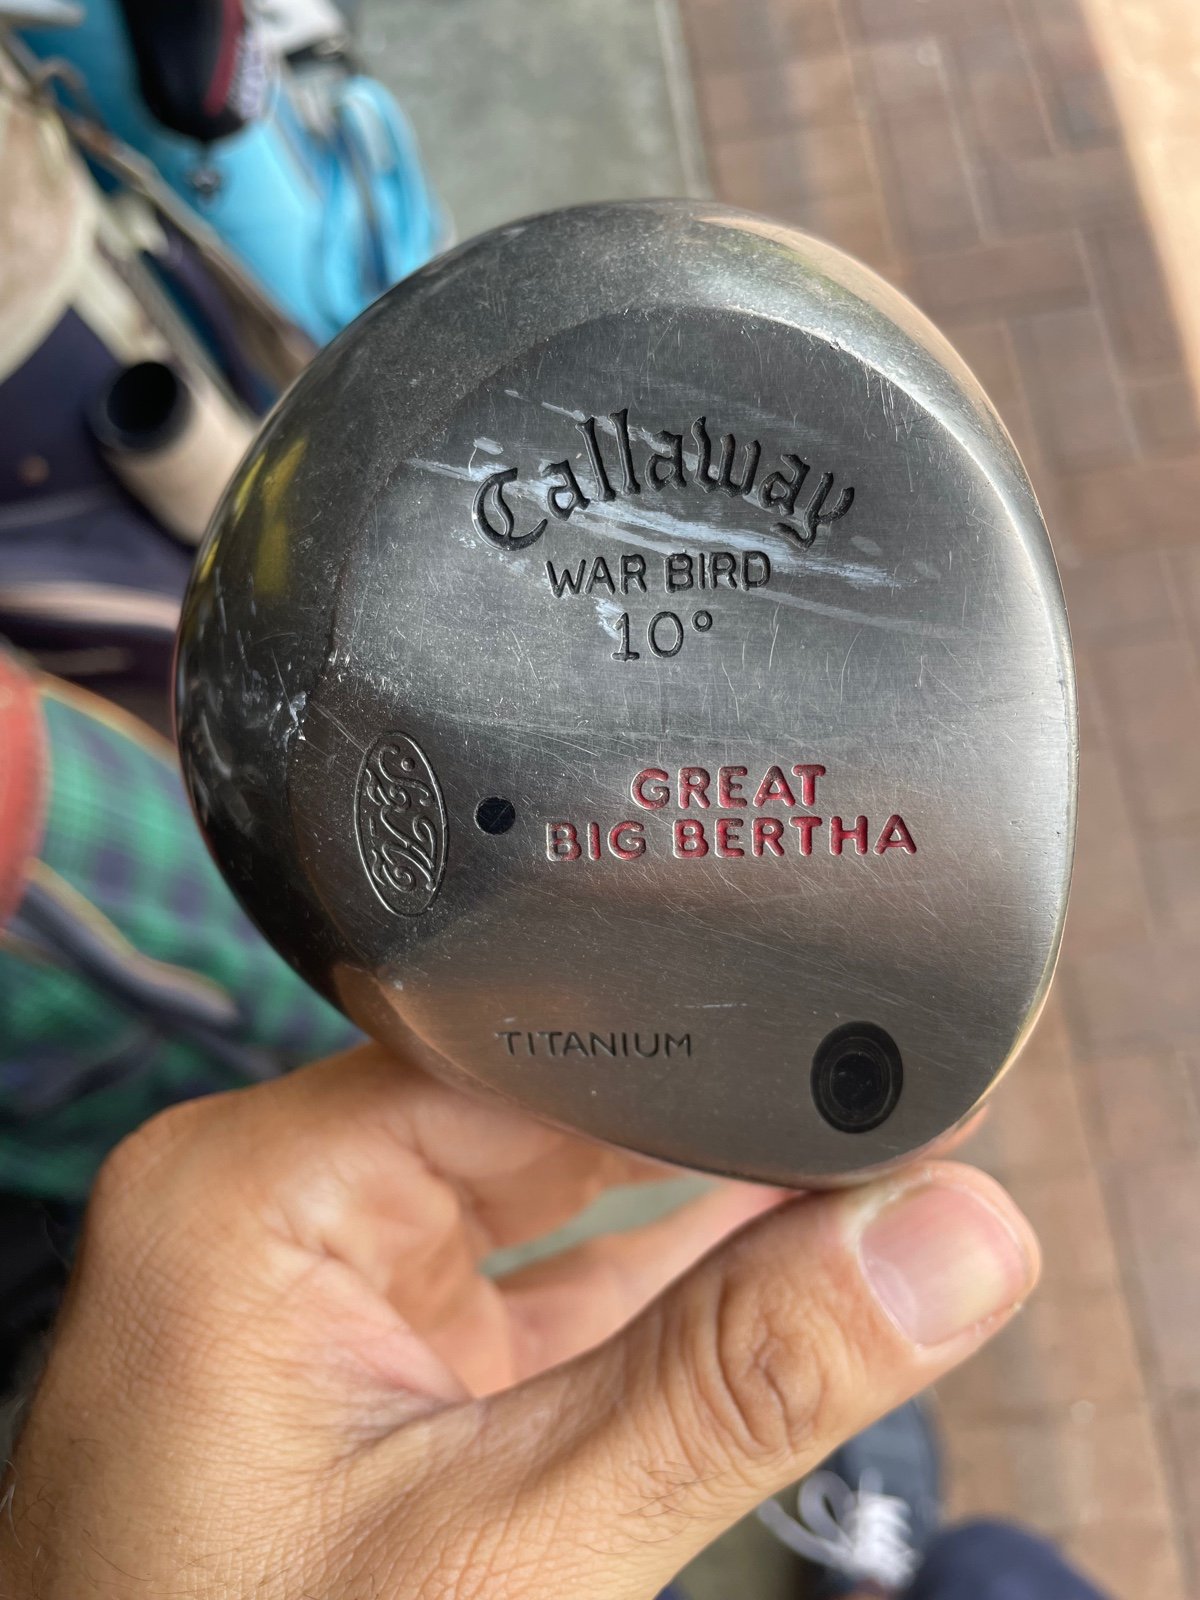 Callaway
WAR BIRD
10°
GREAT
BIG BERTHA
TITANIUM